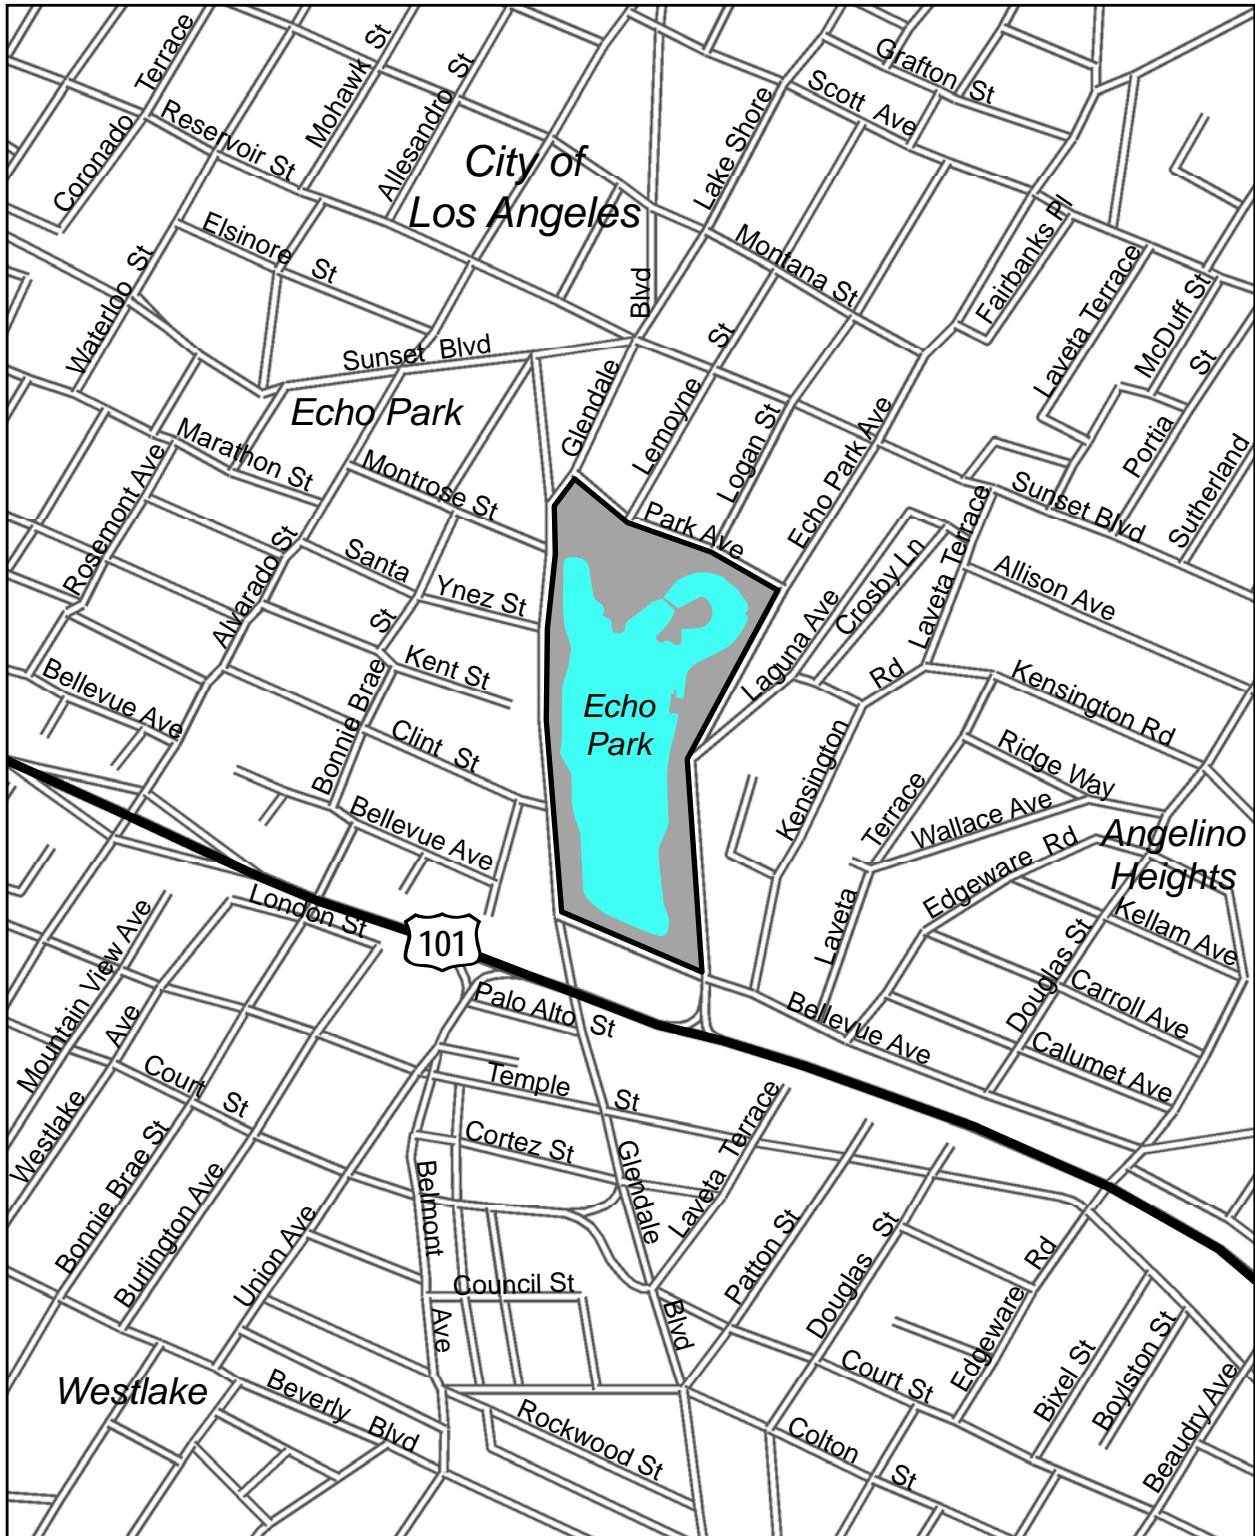 Terrace
Coronado
Reservoir St
Mohawk St
Allesandro St
City of
Los Angeles
Lake Shore
Grafton St
Scott Ave
Elsinore St
Waterloo St
Montana St
Blvd
Glendale
Fairbanks Pl
Laveta Terrace
McDuff St
Portia St
Sutherland
Sunset Blvd
Echo Park
Lemoyne St
Logan St
Echo Park Ave
Marathon St
Montrose St
Rosemont Ave
Park Ave
Sunset Blvd
Alvarado St
Santa Ynez St
Crosby Ln
Laveta Terrace
Allison Ave
Laguna Ave
Bellevue Ave
Bonnie Brae St
Kent St
Clint St
Echo
Park
Kensington Rd
Kensington Rd
Ridge Way
Wallace Ave
Laveta Terrace
Edgeware Rd
Angelino
Heights
Bellevue Ave
London St
101
Kellam Ave
Douglas St
Carroll Ave
Calumet Ave
Mountain View Ave
Palo Alto St
Bellevue Ave
Westlake Ave
Court St
Temple St
Cortez St
Glendale Blvd
Laveta Terrace
Bonnie Brae St
Burlington Ave
Union Ave
Belmont Ave
Council St
Patton St
Douglas St
Edgeware Rd
Westlake
Beverly Blvd
Rockwood St
Court St
Colton St
Bixel St
Boylston St
Beaudry Ave